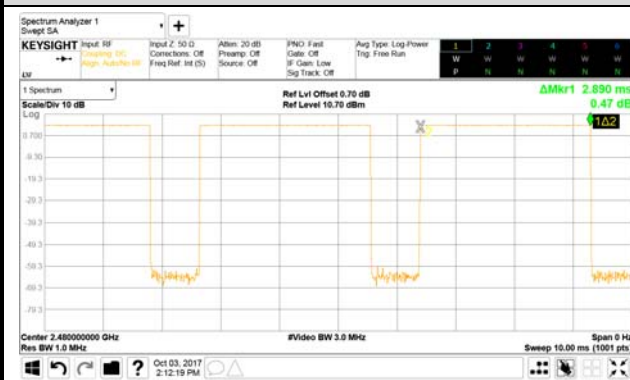 Spectrum Analyzer 1
Swept SA
+
KEYSIGHT
Input: RF
Coupling: DC
Align: Auto/No RF
Input Z: 50 Ω
Corrections: Off
Freq Ref: Int (S)
Atten: 20 dB
Preamp: Off
Source: Off
PNO: Fast
Gate: Off
IF Gain: Low
Sig Track: Off
Avg Type: Log-Power
Trig: Free Run
1 2 3 4 5 6
W W W W W W
P N N N N N
1 Spectrum
Scale/Div 10 dB
Log
Ref Lvl Offset 0.70 dB
Ref Level 10.70 dBm
ΔMkr1 2.890 ms
0.47 dB
1Δ2
0.700
-9.30
-19.3
-29.3
-39.3
-49.3
-59.3
-69.3
-79.3
Center 2.480000000 GHz
Res BW 1.0 MHz
#Video BW 3.0 MHz
Span 0 Hz
Sweep 10.00 ms (1001 pts)
?
Oct 03, 2017
2:12:19 PM